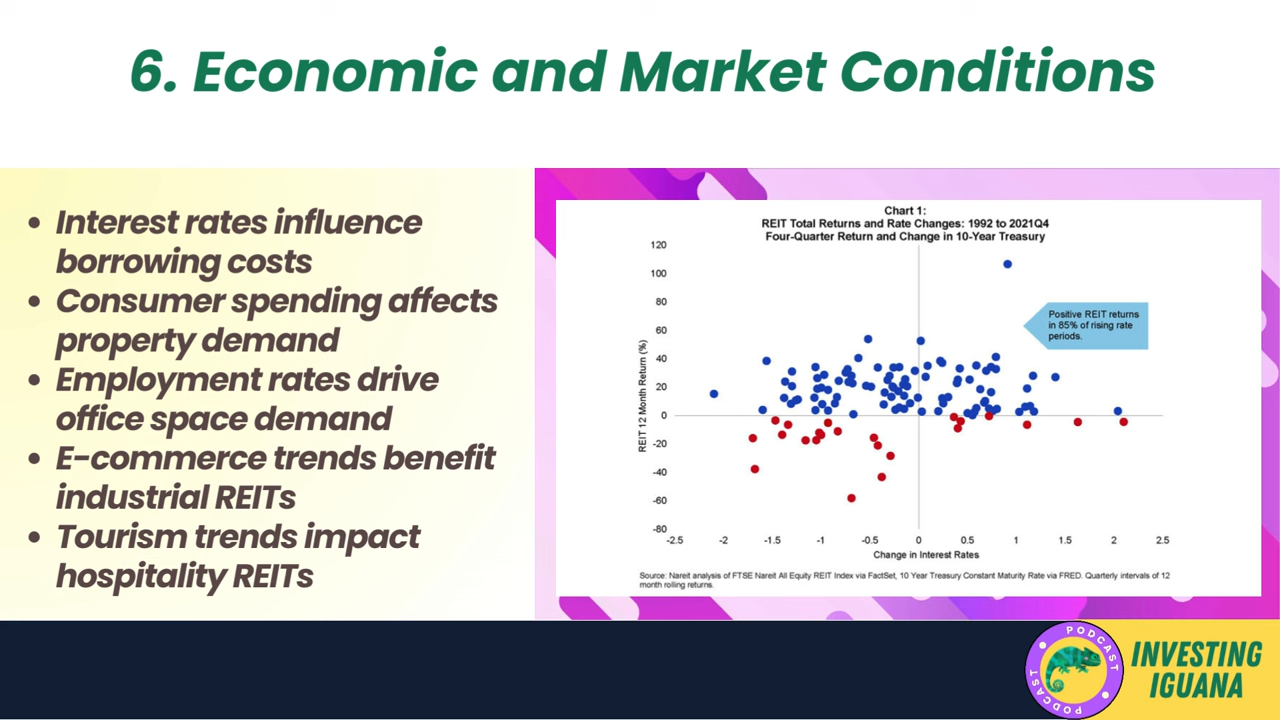 6. Economic and Market Conditions
• Interest rates influence
borrowing costs
• Consumer spending affects
property demand
• Employment rates drive
office space demand
• E-commerce trends benefit
industrial REITs
• Tourism trends impact
hospitality REITs
Chart 1:
REIT Total Returns and Rate Changes: 1992 to 2021Q4
Four-Quarter Return and Change in 10-Year Treasury
REIT 12 Month Return (%)
120
100
80
60
40
20
0
-20
-40
-60
-80
Positive REIT returns
in 85% of rising rate
periods.
-2.5 -2 -1.5 -1 -0.5 0 0.5 1 1.5 2 2.5
Change in Interest Rates
Source: Nareit analysis of FTSE Nareit All Equity REIT Index via FactSet, 10 Year Treasury Constant Maturity Rate via FRED. Quarterly intervals of 12
month rolling returns.
PODCAST
PODCAST
INVESTING
IGUANA